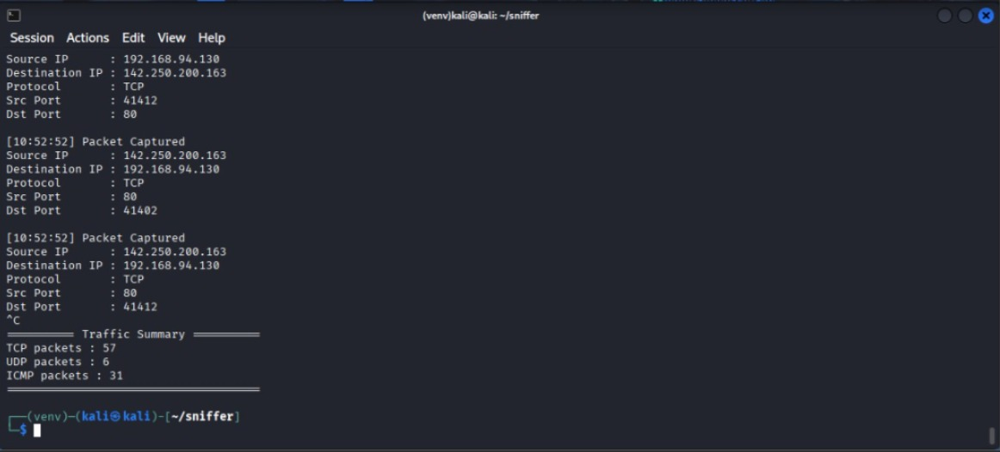 (venv)kali@kali: ~/sniffer
Session Actions Edit View Help
Source IP : 192.168.94.130
Destination IP : 142.250.200.163
Protocol : TCP
Src Port : 41412
Dst Port : 80
[10:52:52] Packet Captured
Source IP : 142.250.200.163
Destination IP : 192.168.94.130
Protocol : TCP
Src Port : 80
Dst Port : 41402
[10:52:52] Packet Captured
Source IP : 142.250.200.163
Destination IP : 192.168.94.130
Protocol : TCP
Src Port : 80
Dst Port : 41412
^C
========== Traffic Summary ==========
TCP packets : 57
UDP packets : 6
ICMP packets : 31
=====================================
┌──(venv)─(kali㉿kali)-[~/sniffer]
└─$